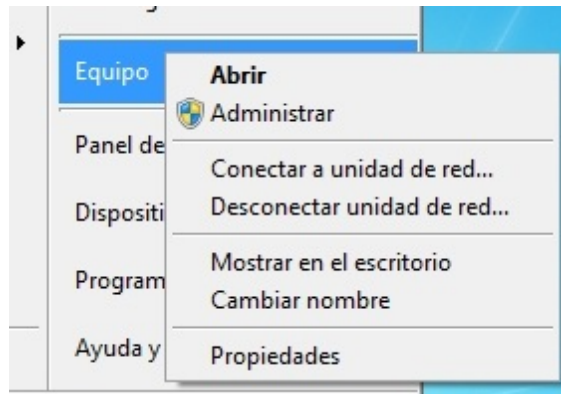 Equipo
Abrir
Administrar
Panel de
Conectar a unidad de red...
Dispositi
Desconectar unidad de red...
Mostrar en el escritorio
Program
Cambiar nombre
Ayuda y
Propiedades